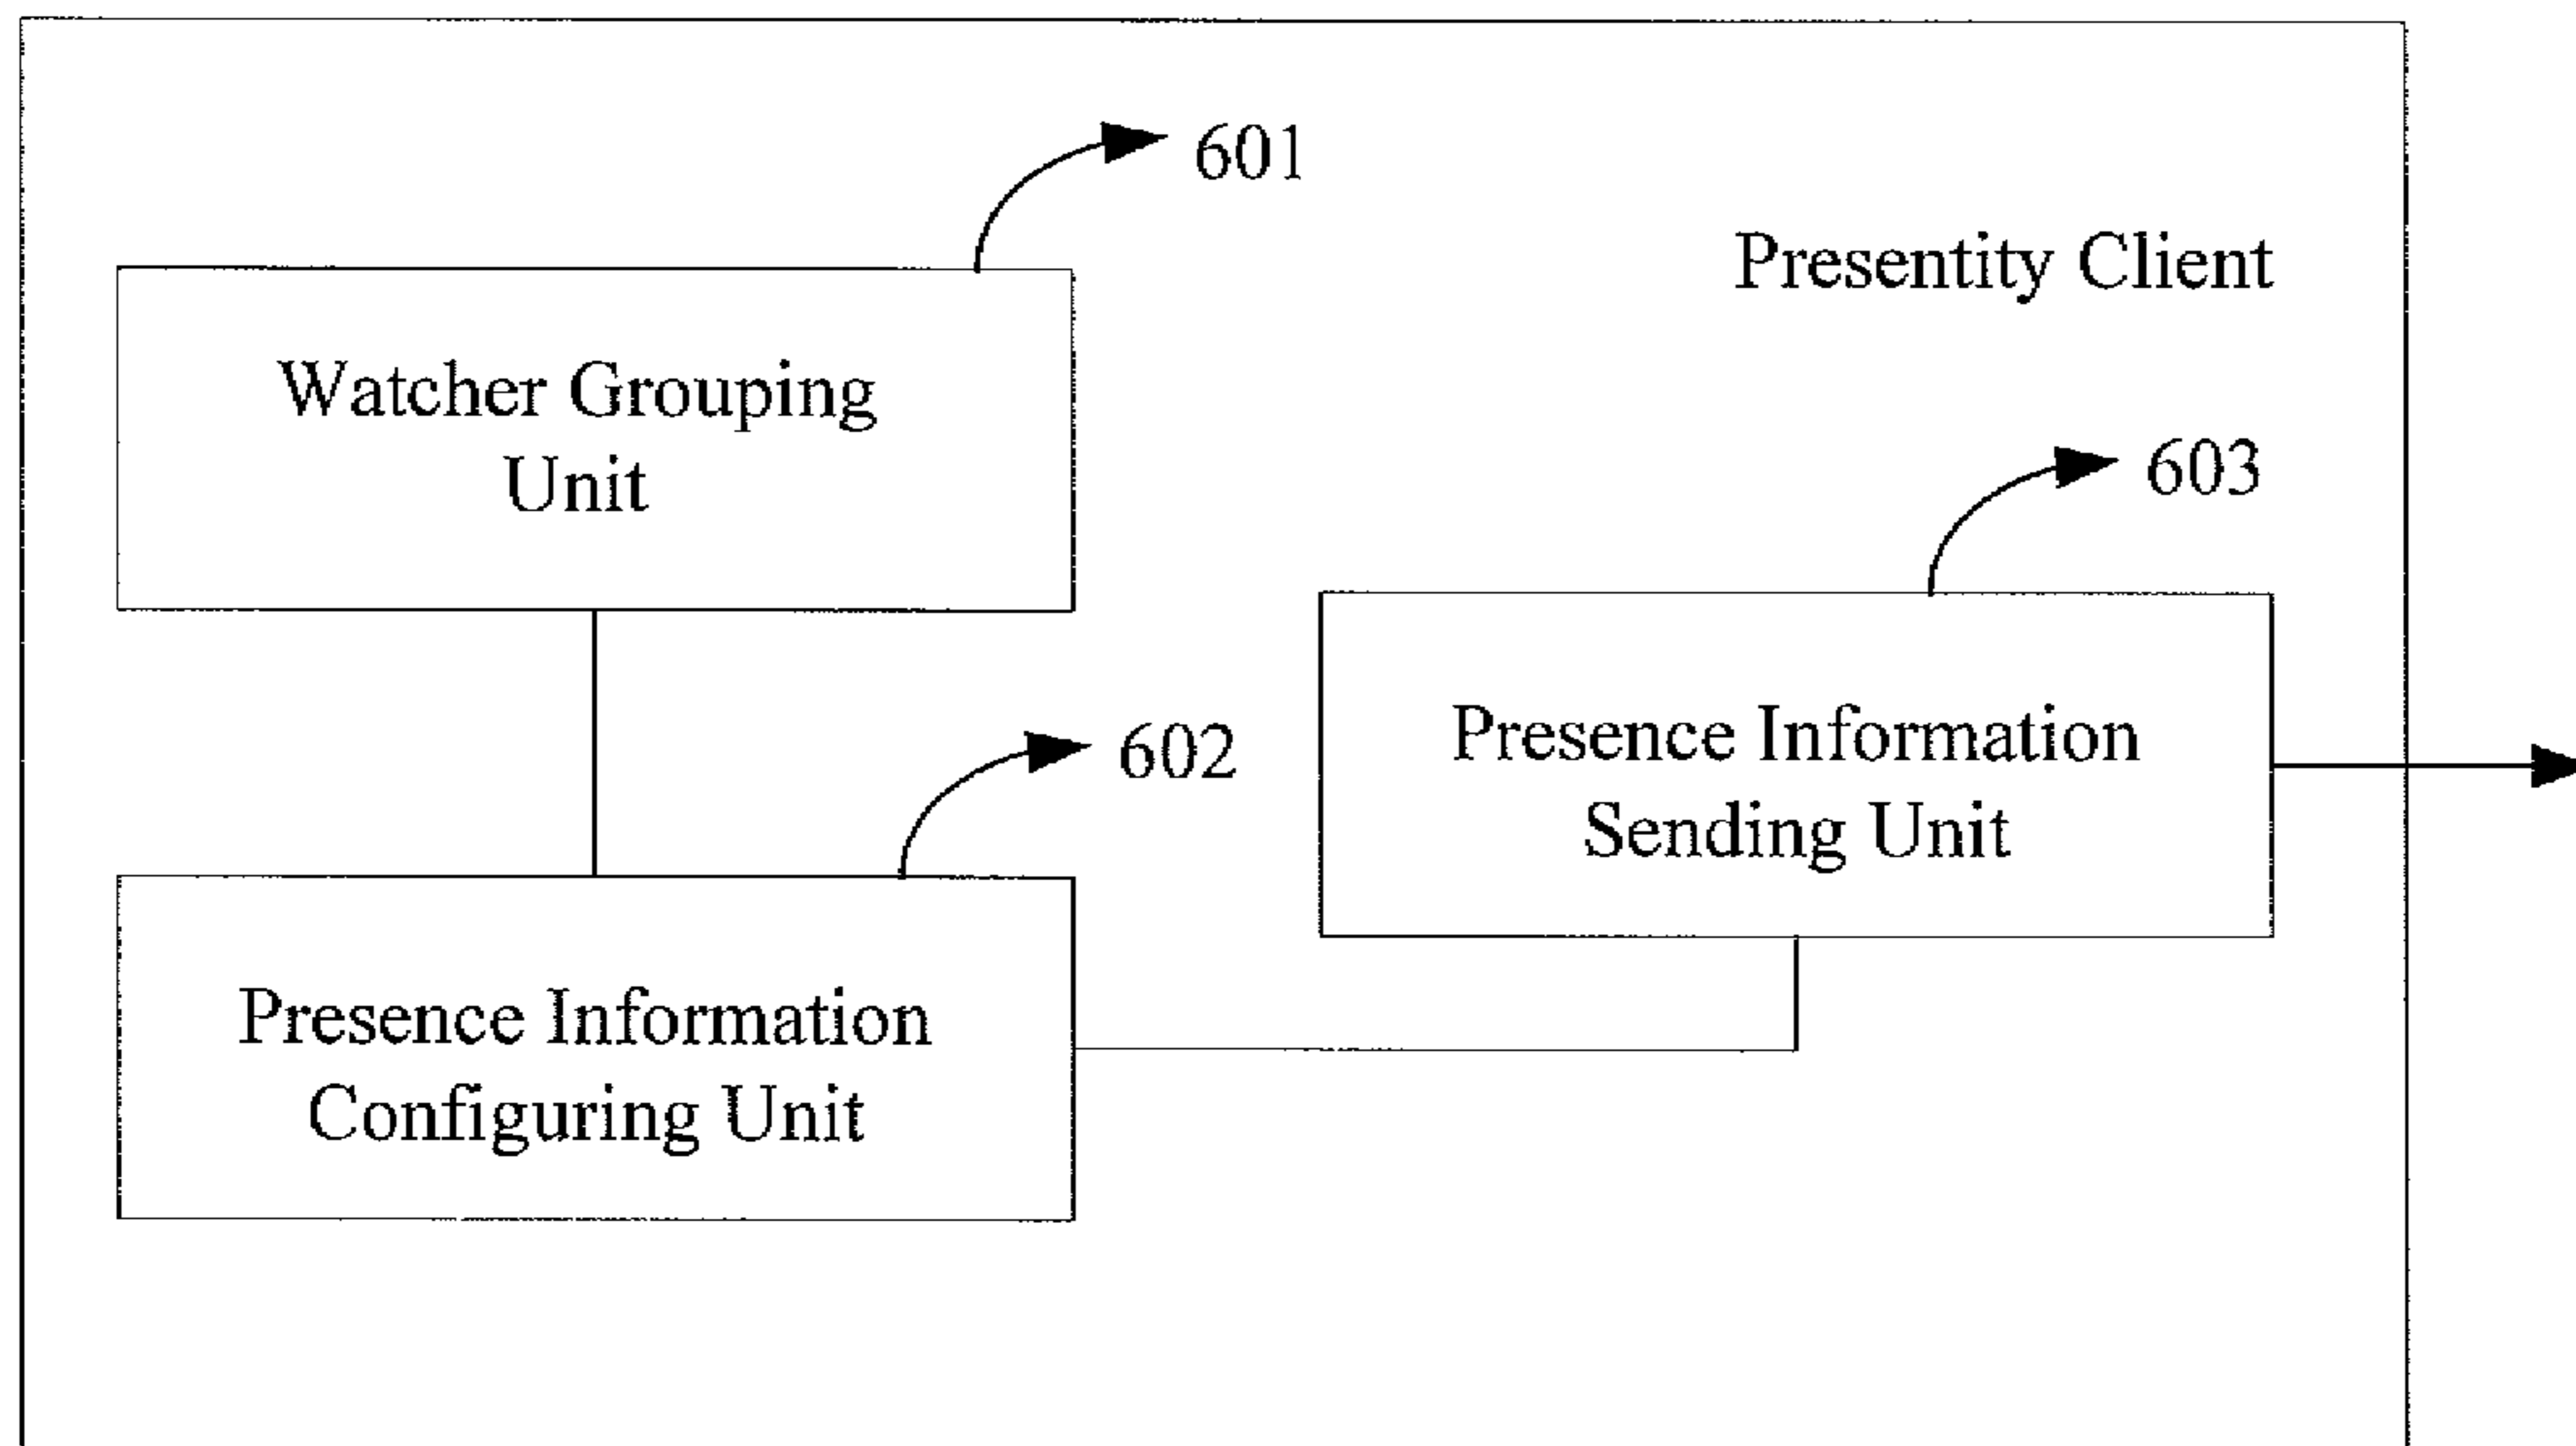 601
Presentity Client
Watcher Grouping
Unit
603
Presence Information
Sending Unit
602
Presence Information
Configuring Unit